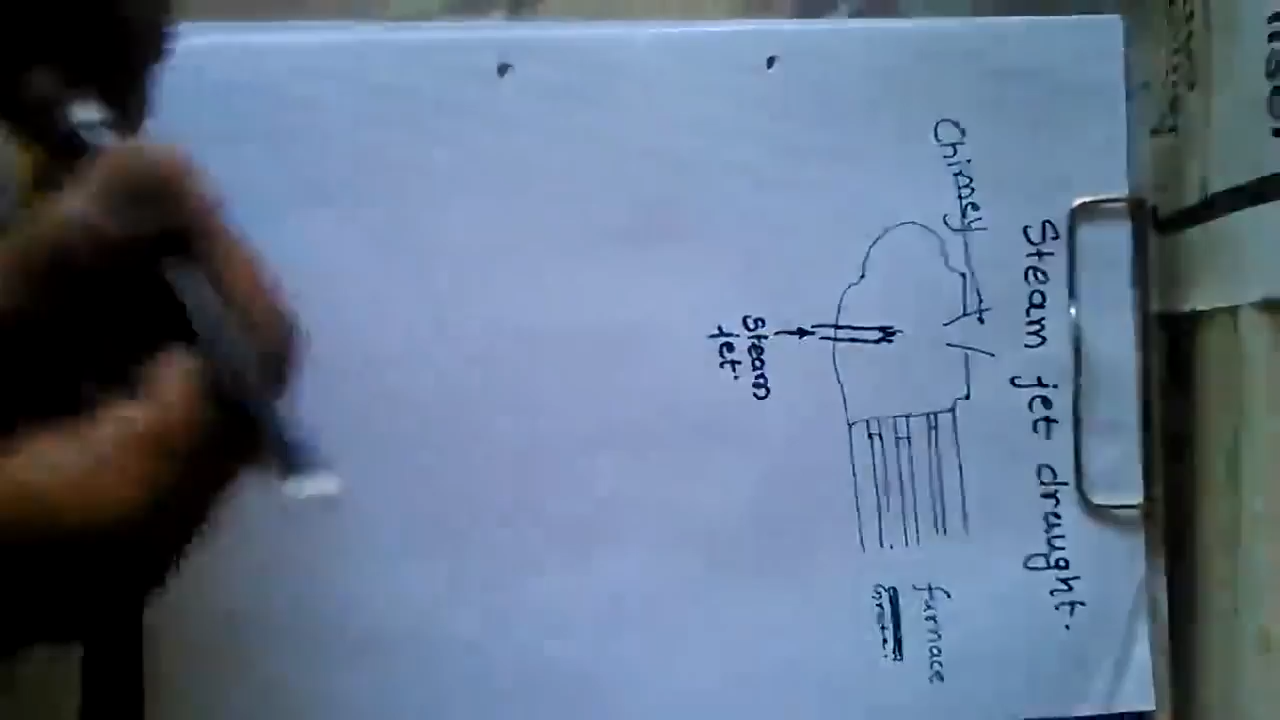 Steam jet draught.
Chimney
Steam
jet.
furnace